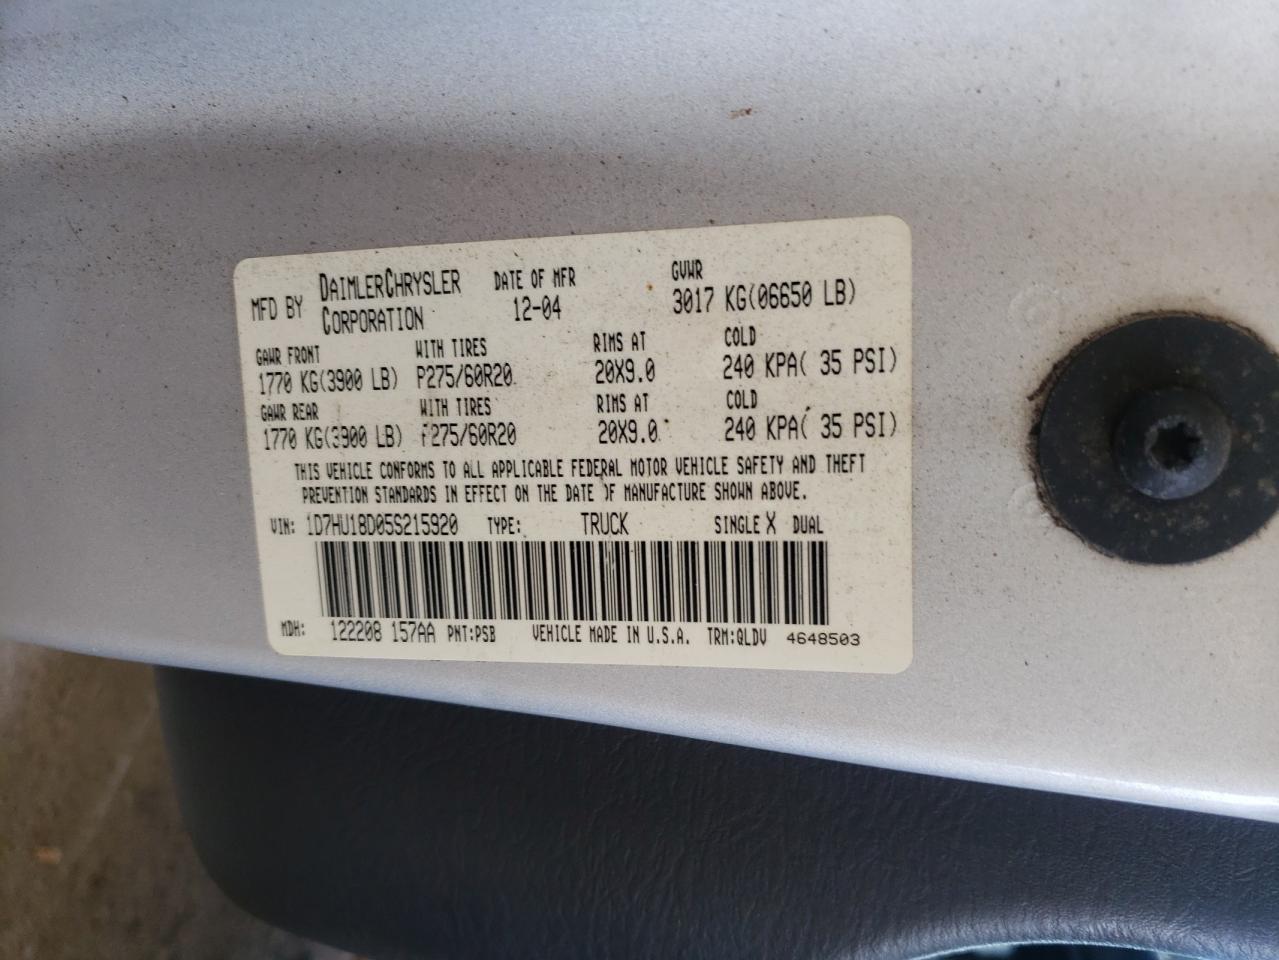 MFD BY DAIMLERCHRYSLER CORPORATION DATE OF MFR 12-04 GVWR 3017 KG(06650 LB)
GAWR FRONT WITH TIRES RIMS AT COLD
1770 KG(3900 LB) P275/60R20 20X9.0 240 KPA( 35 PSI)
GAWR REAR WITH TIRES RIMS AT COLD
1770 KG(3900 LB) P275/60R20 20X9.0 240 KPA( 35 PSI)
THIS VEHICLE CONFORMS TO ALL APPLICABLE FEDERAL MOTOR VEHICLE SAFETY AND THEFT
PREVENTION STANDARDS IN EFFECT ON THE DATE OF MANUFACTURE SHOWN ABOVE.
VIN: 1D7HU18D05S215920 TYPE: TRUCK SINGLE X DUAL
MDH: 122208 157AA PNT:PSB VEHICLE MADE IN U.S.A. TRM:QLDV 4648503